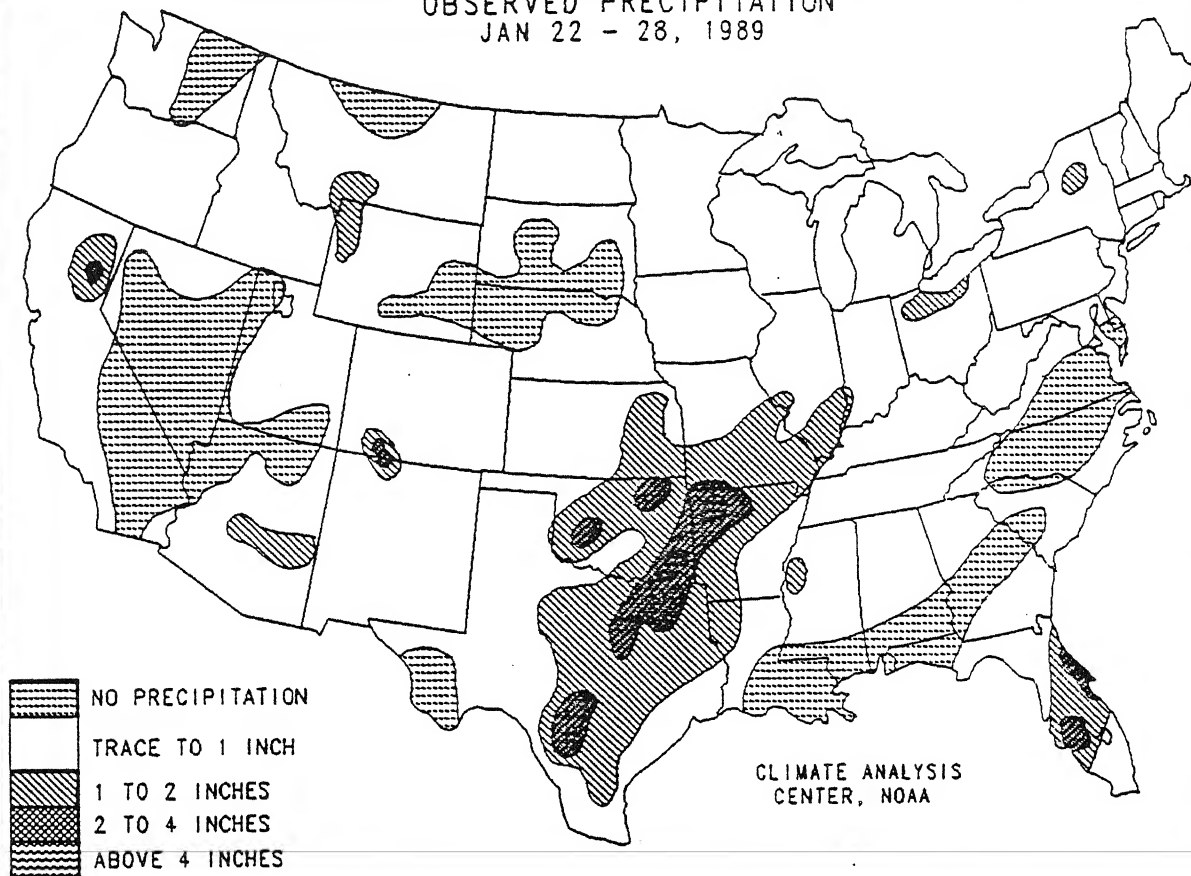 OBSERVED PRECIPITATION
JAN 22 - 28, 1989
NO PRECIPITATION
TRACE TO 1 INCH
1 TO 2 INCHES
2 TO 4 INCHES
ABOVE 4 INCHES
CLIMATE ANALYSIS
CENTER, NOAA